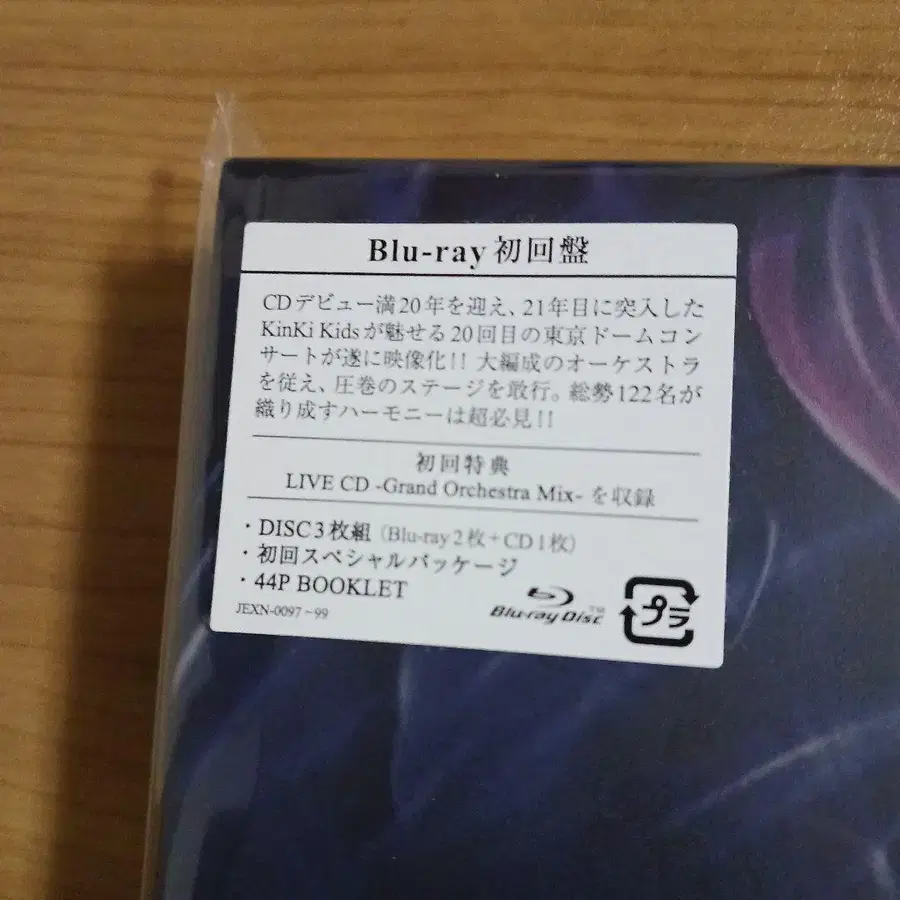 Blu-ray 初回盤
CDデビュー満20年を迎え、21年目に突入した
KinKi Kidsが魅せる20回目の東京ドームコン
サートが遂に映像化!! 大編成のオーケストラ
を従え、圧巻のステージを敢行。総勢122名が
織り成すハーモニーは超必見!!
初回特典
LIVE CD -Grand Orchestra Mix- を収録
・DISC3枚組（Blu-ray2枚+CD1枚）
・初回スペシャルパッケージ
・44P BOOKLET
JEXN-0097~99
Blu-ray Disc™
プラ